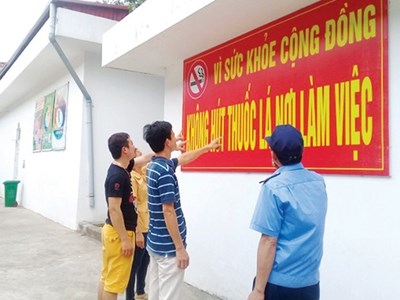 VÌ SỨC KHỎE CỘNG ĐỒNG
KHÔNG HÚT THUỐC LÁ NƠI LÀM VIỆC